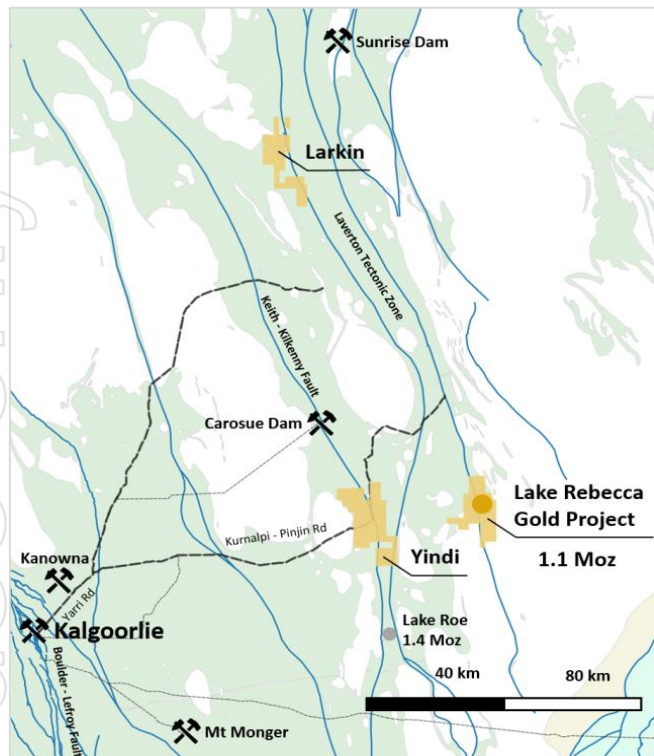 Sunrise Dam
Larkin
Laverton Tectonic Zone
Keith - Kilkenny Fault
Carosue Dam
Lake Rebecca
Gold Project
1.1 Moz
Kurnalpi - Pinjin Rd
Yindi
Kanowna
Yarri Rd
Kalgoorlie
Lake Roe
1.4 Moz
Boulder - Lefroy Fault
40 km
80 km
Mt Monger